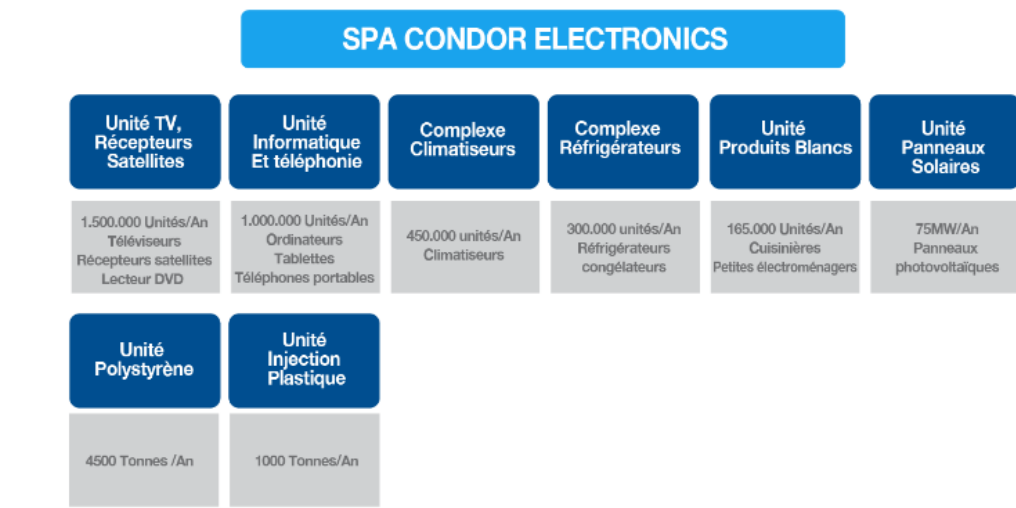 SPA CONDOR ELECTRONICS
Unité TV,
Récepteurs
Satellites
1.500.000 Unités/An
Téléviseurs
Récepteurs satellites
Lecteur DVD
Unité
Informatique
Et téléphonie
1.000.000 Unités/An
Ordinateurs
Tablettes
Téléphones portables
Complexe
Climatiseurs
450.000 unités/An
Climatiseurs
Complexe
Réfrigérateurs
300.000 unités/An
Réfrigérateurs
congélateurs
Unité
Produits Blancs
165.000 Unités/An
Cuisinières
Petites électroménagers
Unité
Panneaux
Solaires
75MW/An
Panneaux
photovoltaïques
Unité
Polystyrène
4500 Tonnes /An
Unité
Injection
Plastique
1000 Tonnes/An